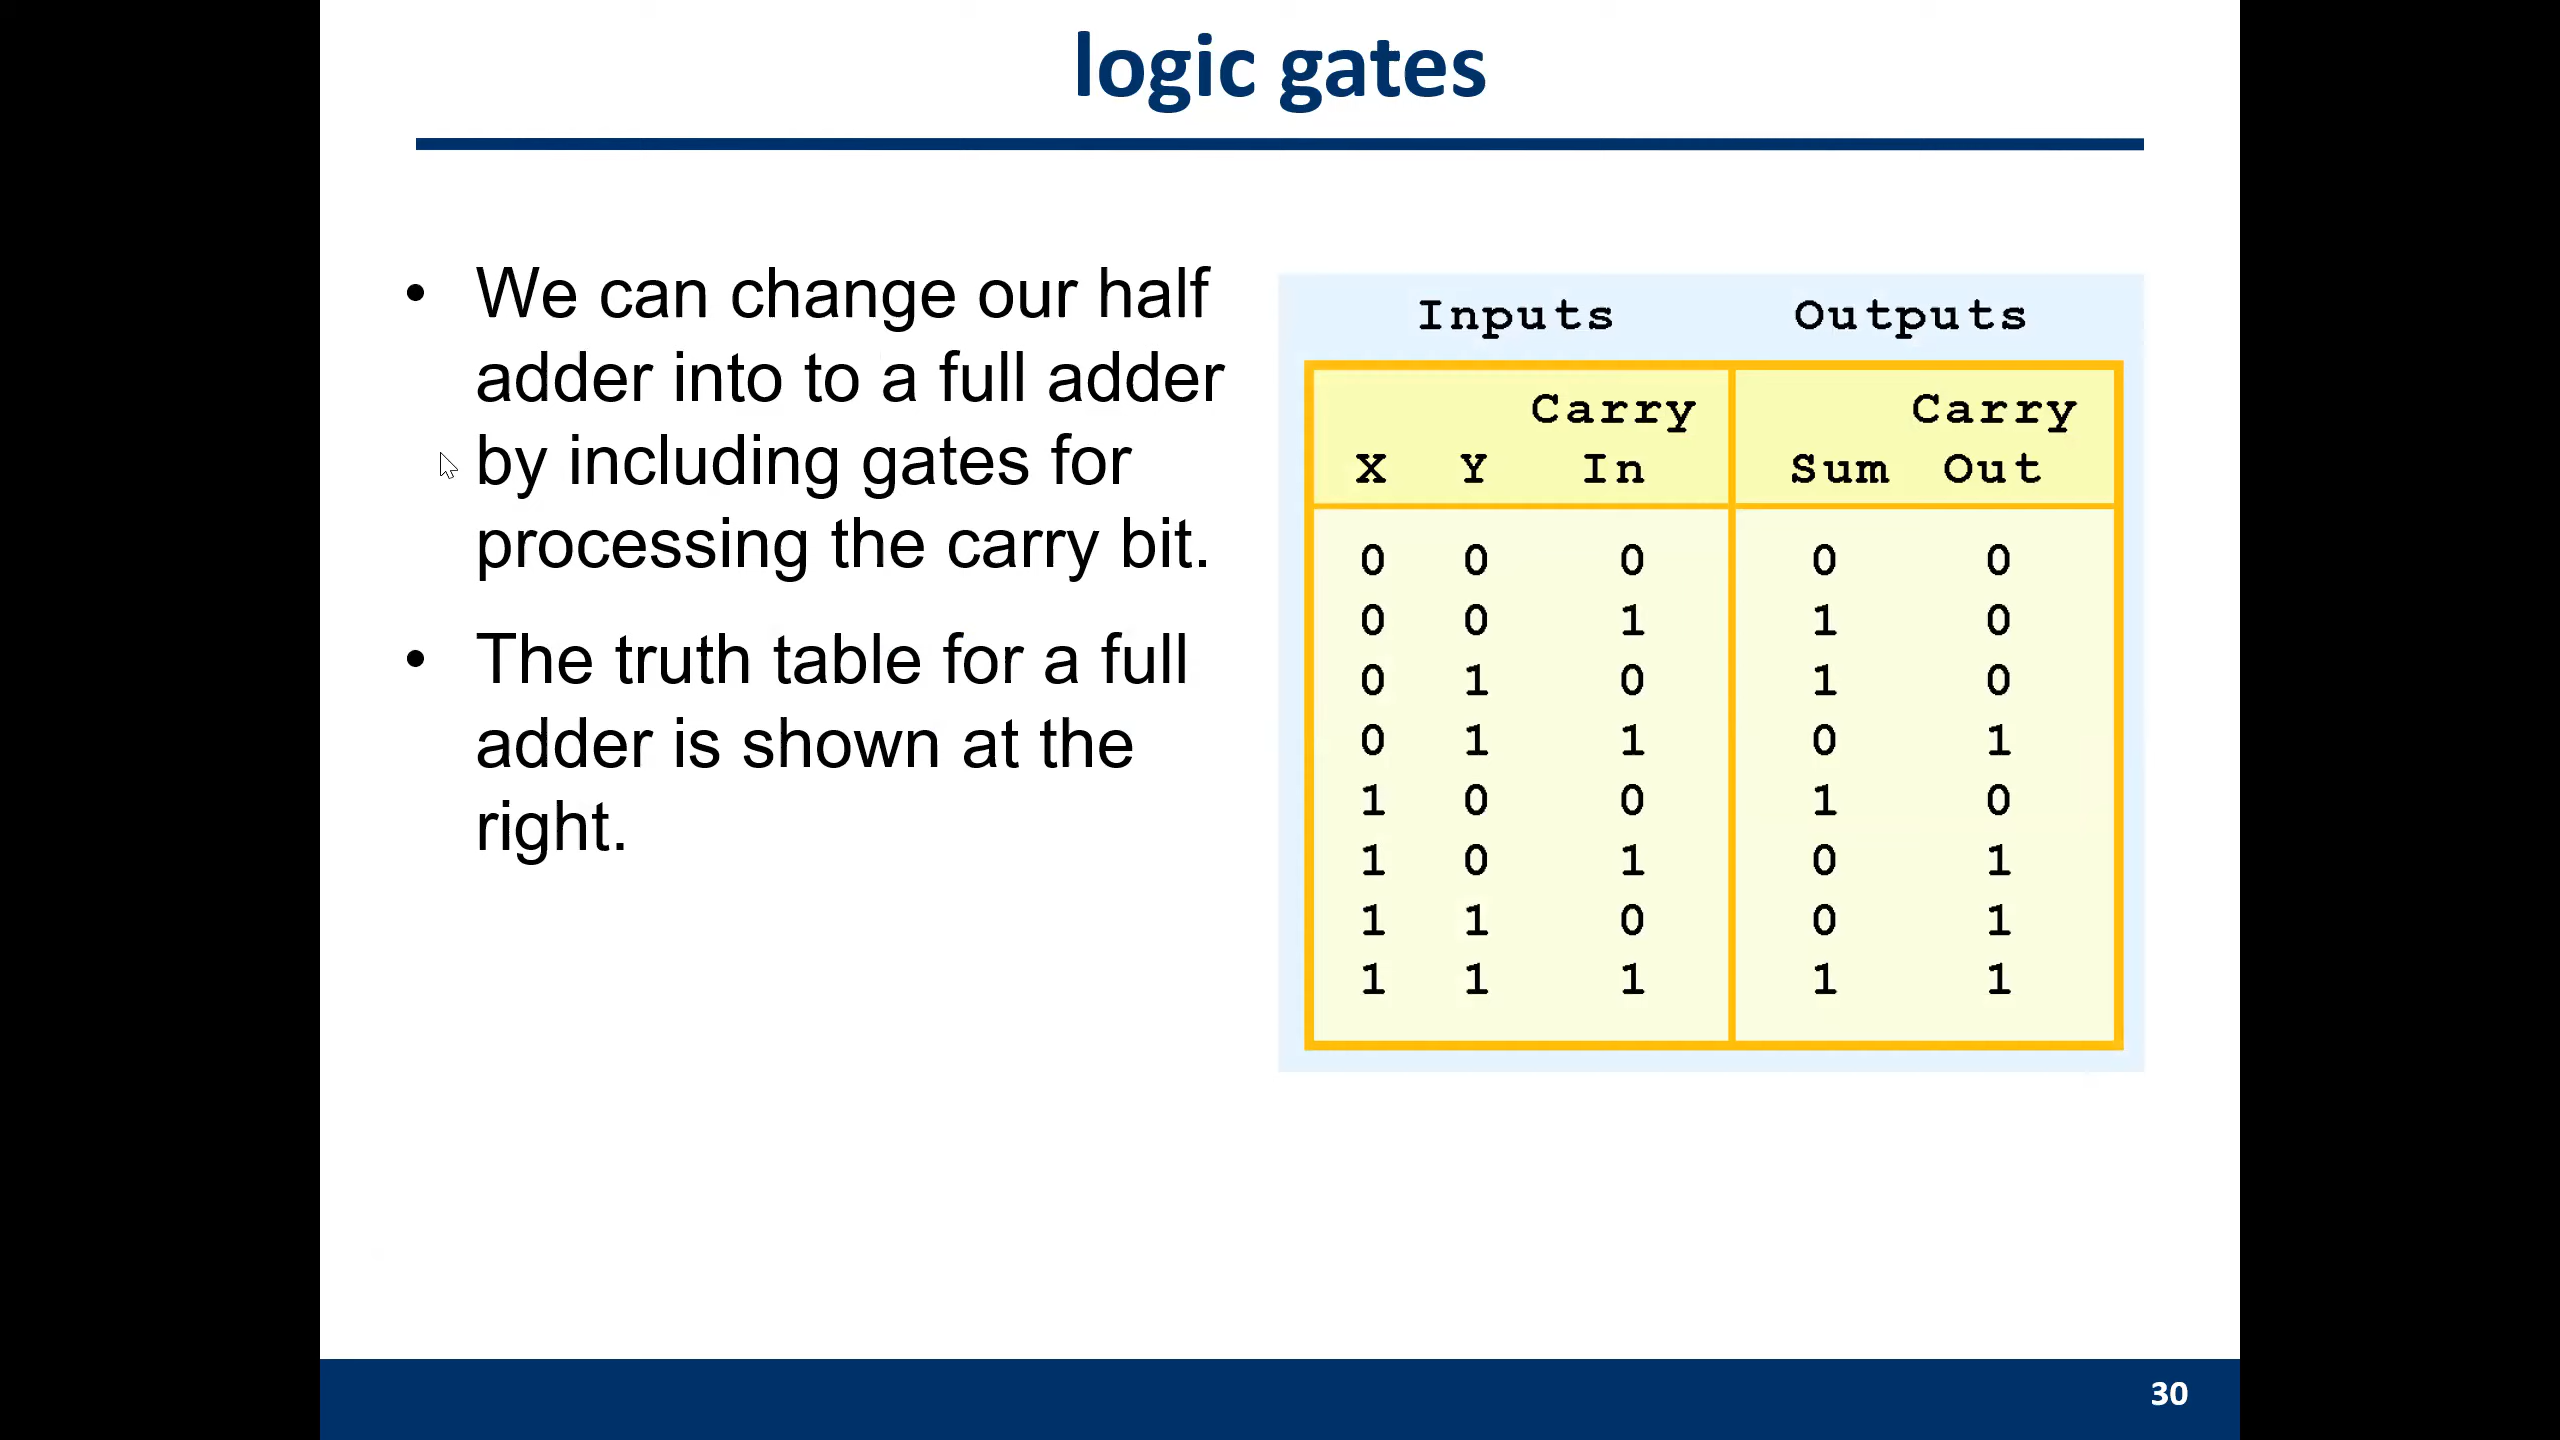 logic gates
• We can change our half
adder into to a full adder
by including gates for
processing the carry bit.
• The truth table for a full
adder is shown at the
right.
Inputs Outputs
Carry Carry
X Y In Sum Out
0 0 0 0 0
0 0 1 1 0
0 1 0 1 0
0 1 1 0 1
1 0 0 1 0
1 0 1 0 1
1 1 0 0 1
1 1 1 1 1
30